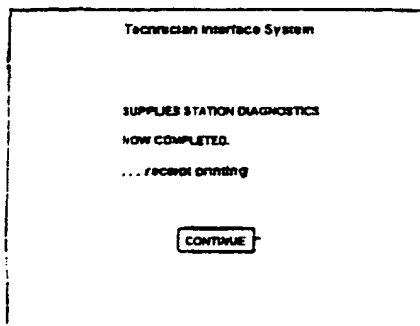 Technician Interface System
SUPPLIES STATION DIAGNOSTICS
NOW COMPLETED.
... receipt printing
CONTINUE